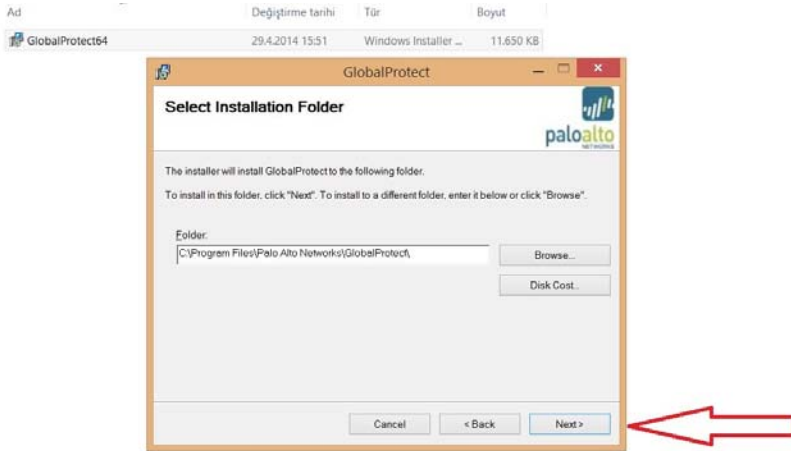 Ad Değiştirme tarihi Tür Boyut
GlobalProtect64 29.4.2014 15:51 Windows Installer ... 11.650 KB
GlobalProtect
Select Installation Folder
paloalto
NETWORKS
The installer will install GlobalProtect to the following folder.
To install in this folder, click "Next". To install to a different folder, enter it below or click "Browse".
Folder:
C:\Program Files\Palo Alto Networks\GlobalProtect\
Browse...
Disk Cost...
Cancel < Back Next >